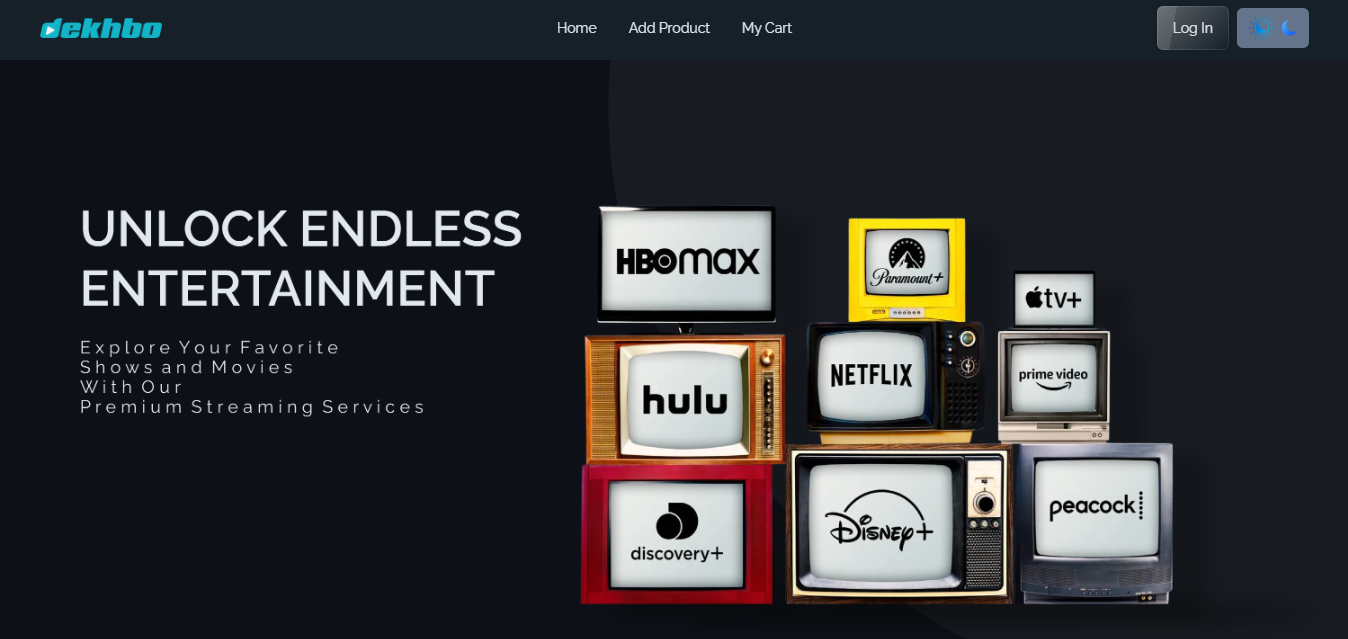 dekhbo
Home
Add Product
My Cart
Log In
UNLOCK ENDLESS
ENTERTAINMENT
Explore Your Favorite
Shows and Movies
With Our
Premium Streaming Services
HBOmax
Paramount+
tv+
hulu
NETFLIX
prime video
discovery+
Disney+
peacock